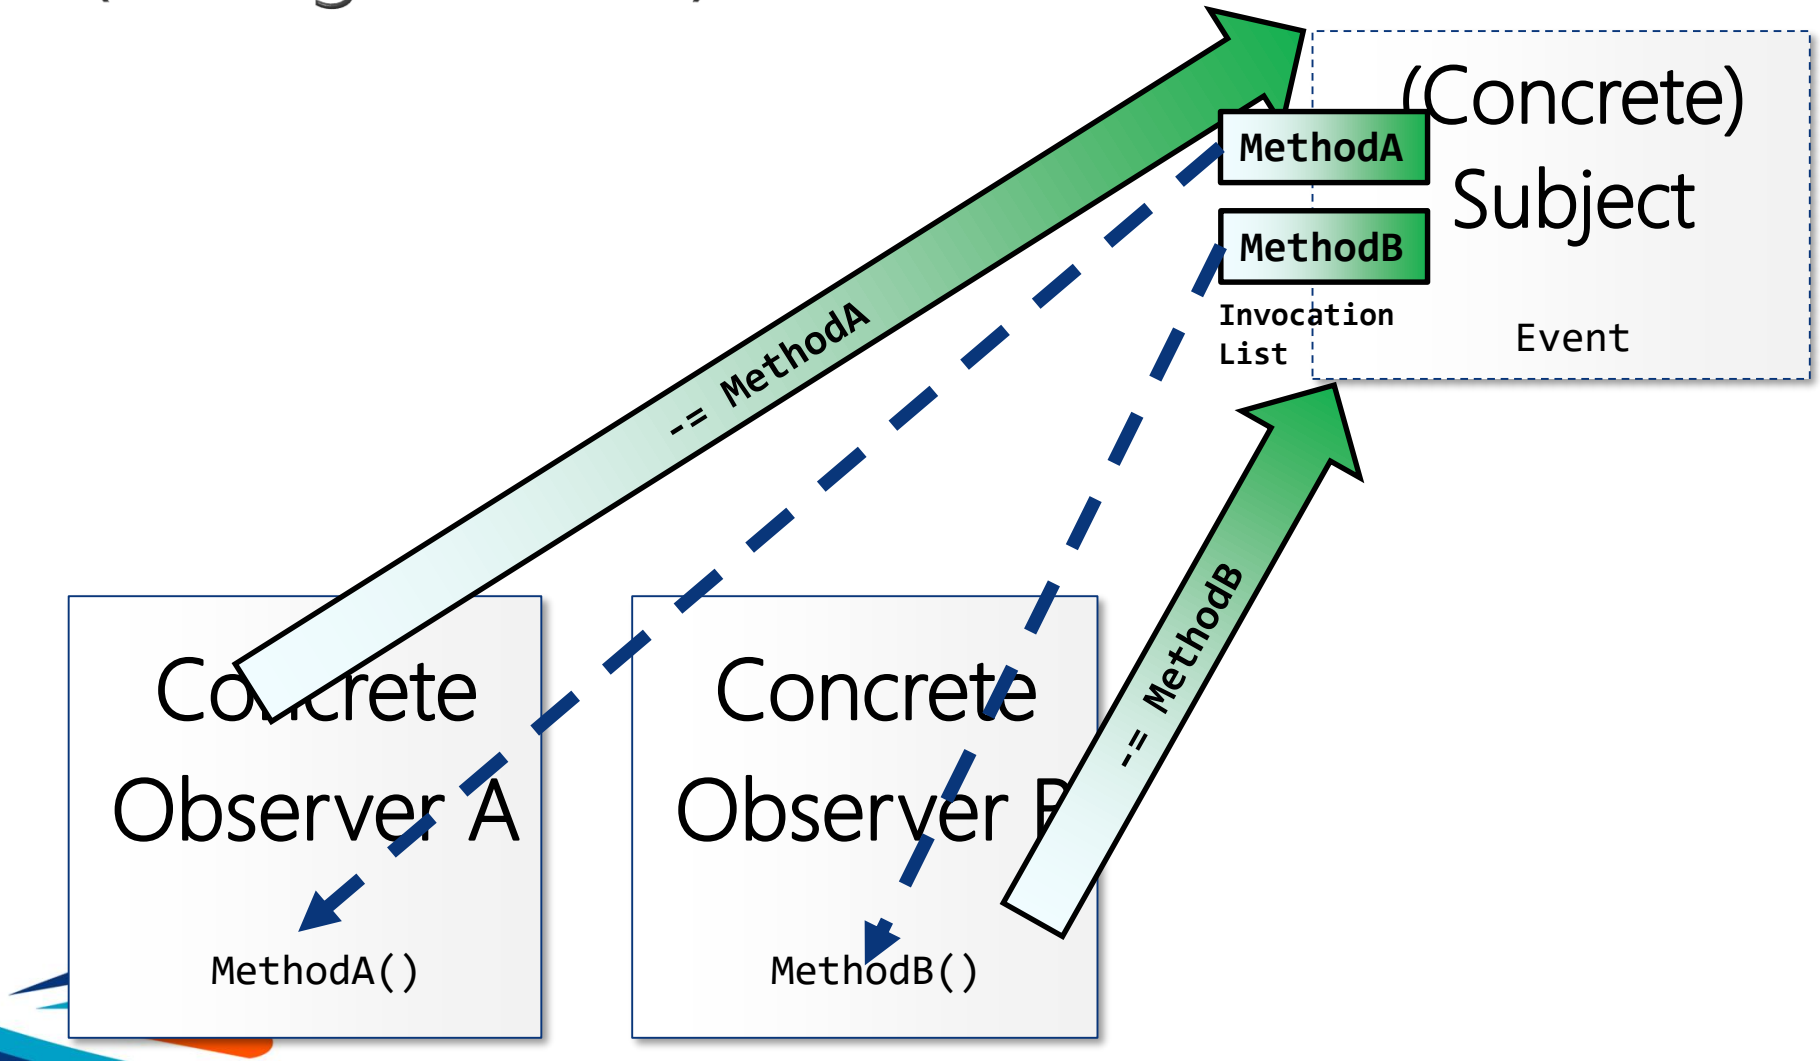 (Concrete)
Subject
MethodA
MethodB
Invocation
List
Event
-= MethodA
-= MethodB
Concrete
Observer A
MethodA()
Concrete
Observer B
MethodB()